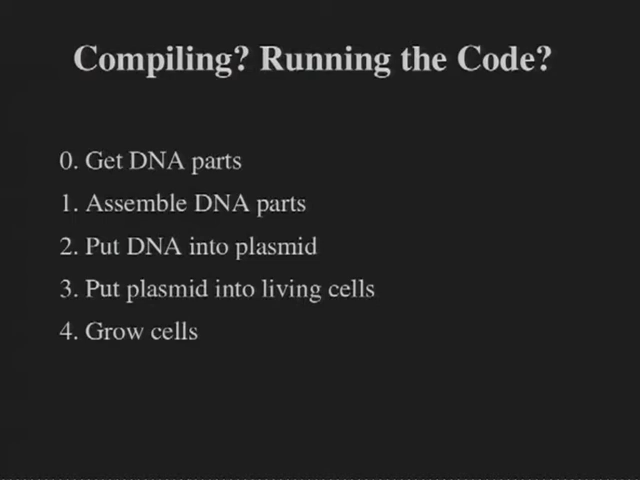 Compiling? Running the Code?
0. Get DNA parts
1. Assemble DNA parts
2. Put DNA into plasmid
3. Put plasmid into living cells
4. Grow cells